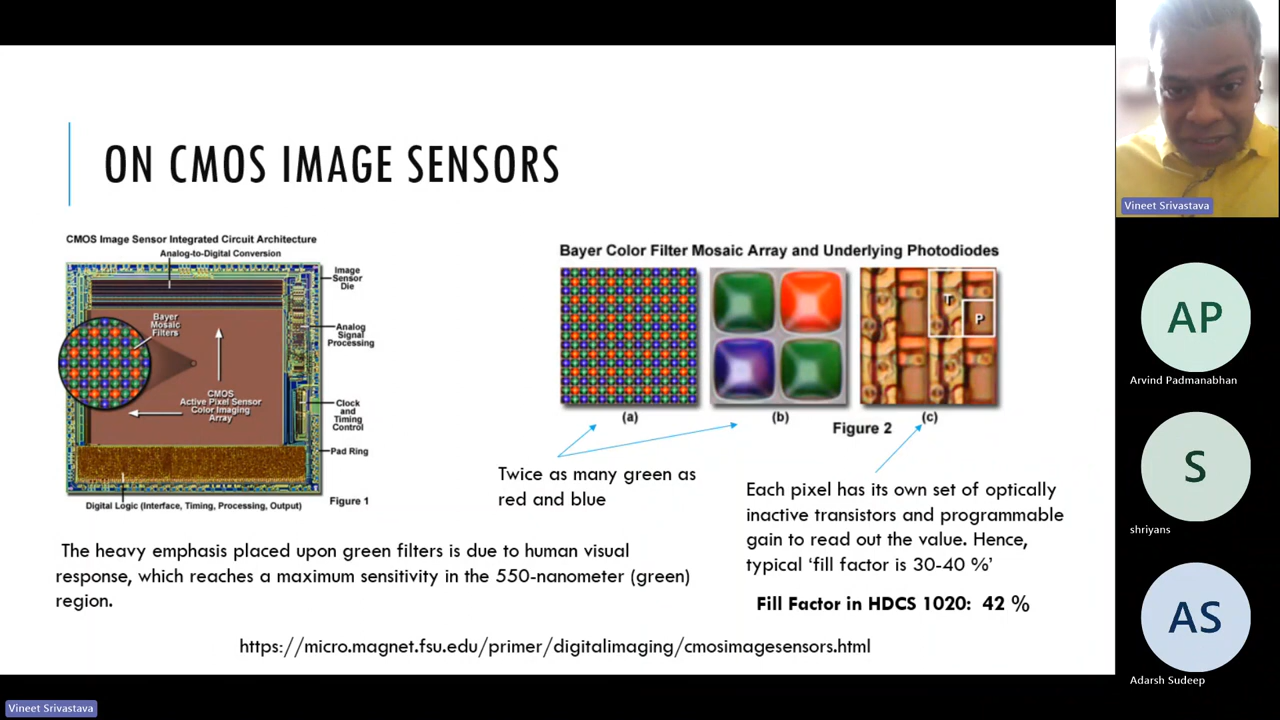 ON CMOS IMAGE SENSORS
CMOS Image Sensor Integrated Circuit Architecture
Analog-to-Digital Conversion
Image
Sensor
Die
Bayer
Mosaic
Filters
Analog
Signal
Processing
CMOS
Active Pixel Sensor
Color Imaging
Array
Clock
and
Timing
Control
Pad Ring
Figure 1
Digital Logic (Interface, Timing, Processing, Output)
Bayer Color Filter Mosaic Array and Underlying Photodiodes
T
P
(a)
(b)
(c)
Figure 2
Twice as many green as
red and blue
Each pixel has its own set of optically
inactive transistors and programmable
gain to read out the value. Hence,
typical ‘fill factor is 30-40 %’
The heavy emphasis placed upon green filters is due to human visual
response, which reaches a maximum sensitivity in the 550-nanometer (green)
region.
Fill Factor in HDCS 1020: 42 %
https://micro.magnet.fsu.edu/primer/digitalimaging/cmosimagesensors.html
Vineet Srivastava
AP
Arvind Padmanabhan
S
shriyans
AS
Adarsh Sudeep
Vineet Srivastava